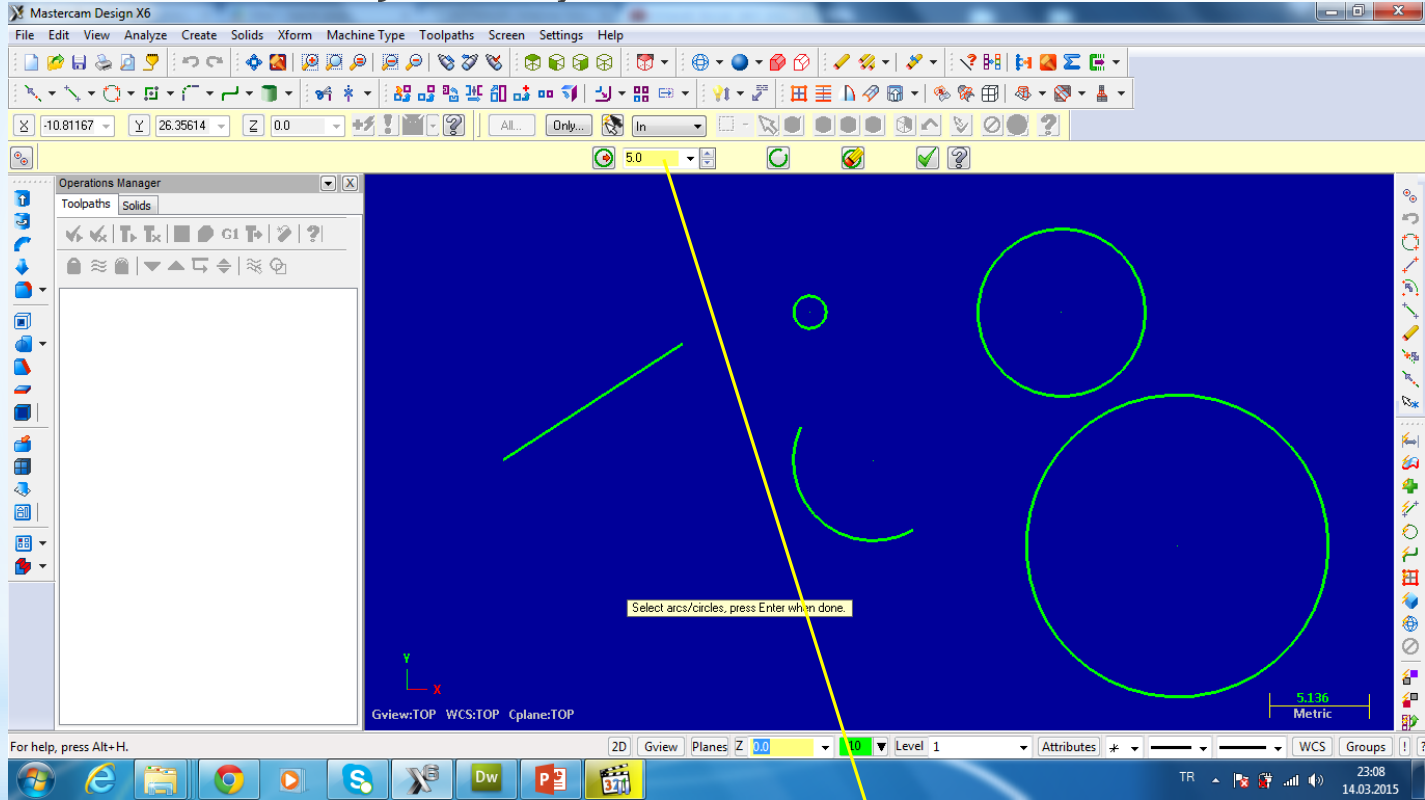 Mastercam Design X6
File Edit View Analyze Create Solids Xform Machine Type Toolpaths Screen Settings Help
X -10.81167 Y 26.35614 Z 0.0 All... Only... In
5.0
Operations Manager
Toolpaths Solids
G1
Select arcs/circles, press Enter when done.
Y
X
5.136
Metric
Gview:TOP WCS:TOP Cplane:TOP
For help, press Alt+H.
2D Gview Planes Z 0.0 10 Level 1 Attributes WCS Groups
Dw
321
TR
23:08
14.03.2015